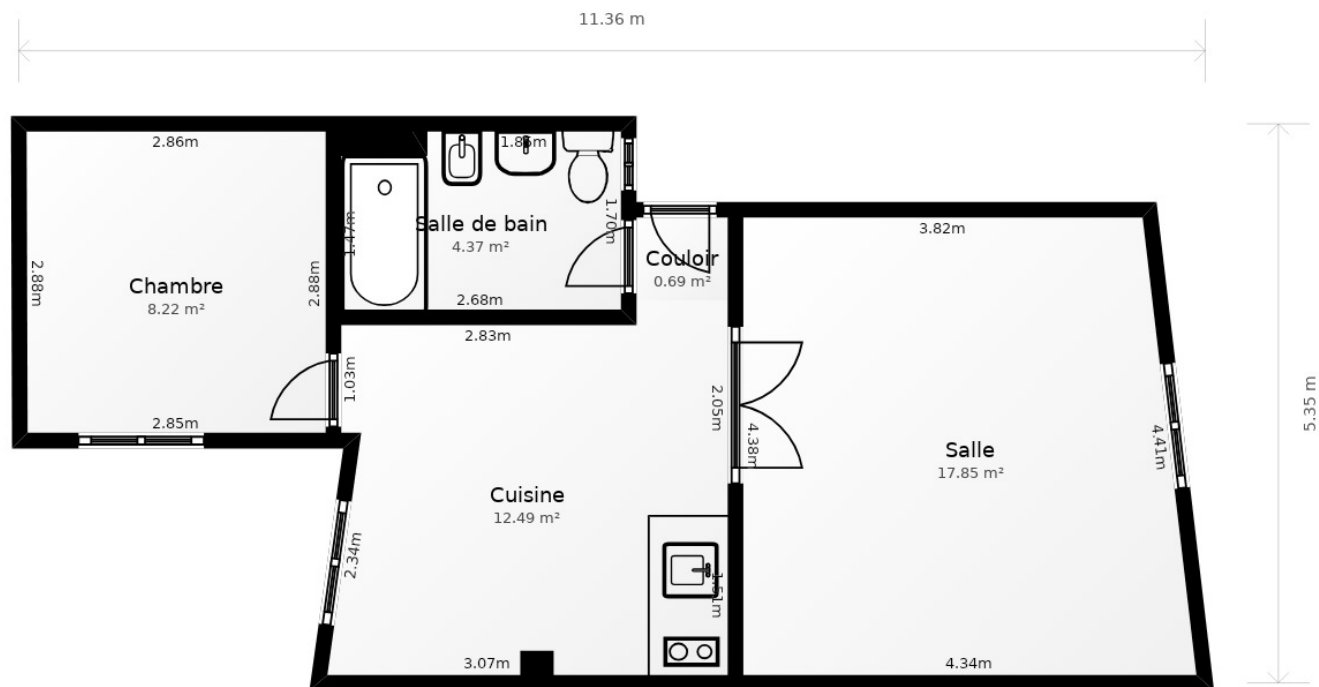 11.36 m
2.86m
1.86m
1.47m
Salle de bain
4.37 m²
1.70m
3.82m
Couloir
0.69 m²
2.88m
Chambre
8.22 m²
2.88m
2.68m
2.83m
1.03m
2.85m
2.05m
4.38m
5.35 m
Salle
17.85 m²
4.41m
Cuisine
12.49 m²
2.34m
1.51m
3.07m
4.34m